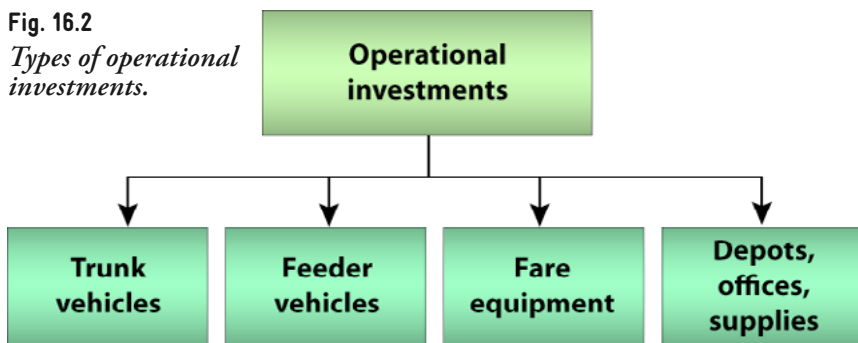 Fig. 16.2
Types of operational
investments.
Operational
investments
Trunk
vehicles
Feeder
vehicles
Fare
equipment
Depots,
offices,
supplies